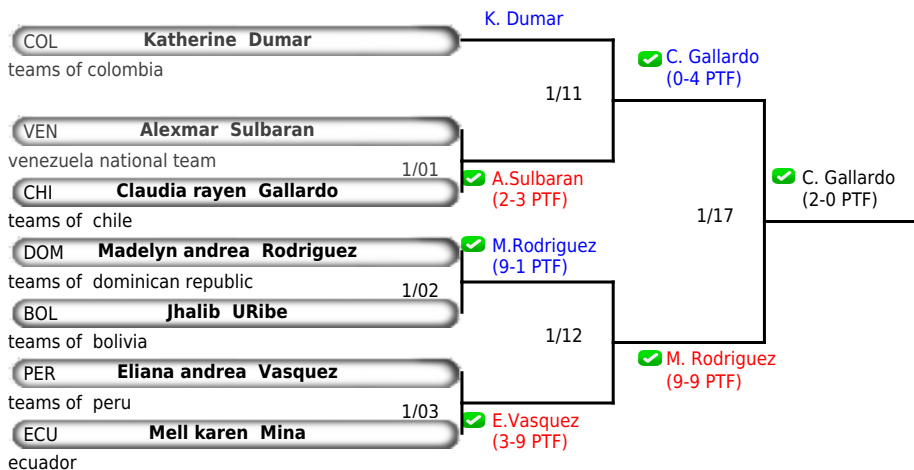 K. Dumar
COL Katherine Dumar
teams of colombia
C. Gallardo
(0-4 PTF)
1/11
VEN Alexmar Sulbaran
venezuela national team
1/01
CHI Claudia rayen Gallardo
teams of chile
A.Sulbaran
(2-3 PTF)
C. Gallardo
(2-0 PTF)
1/17
DOM Madelyn andrea Rodriguez
teams of dominican republic
M.Rodriguez
(9-1 PTF)
1/02
BOL Jhalib URibe
teams of bolivia
1/12
PER Eliana andrea Vasquez
teams of peru
M. Rodriguez
(9-9 PTF)
1/03
ECU Mell karen Mina
ecuador
E.Vasquez
(3-9 PTF)